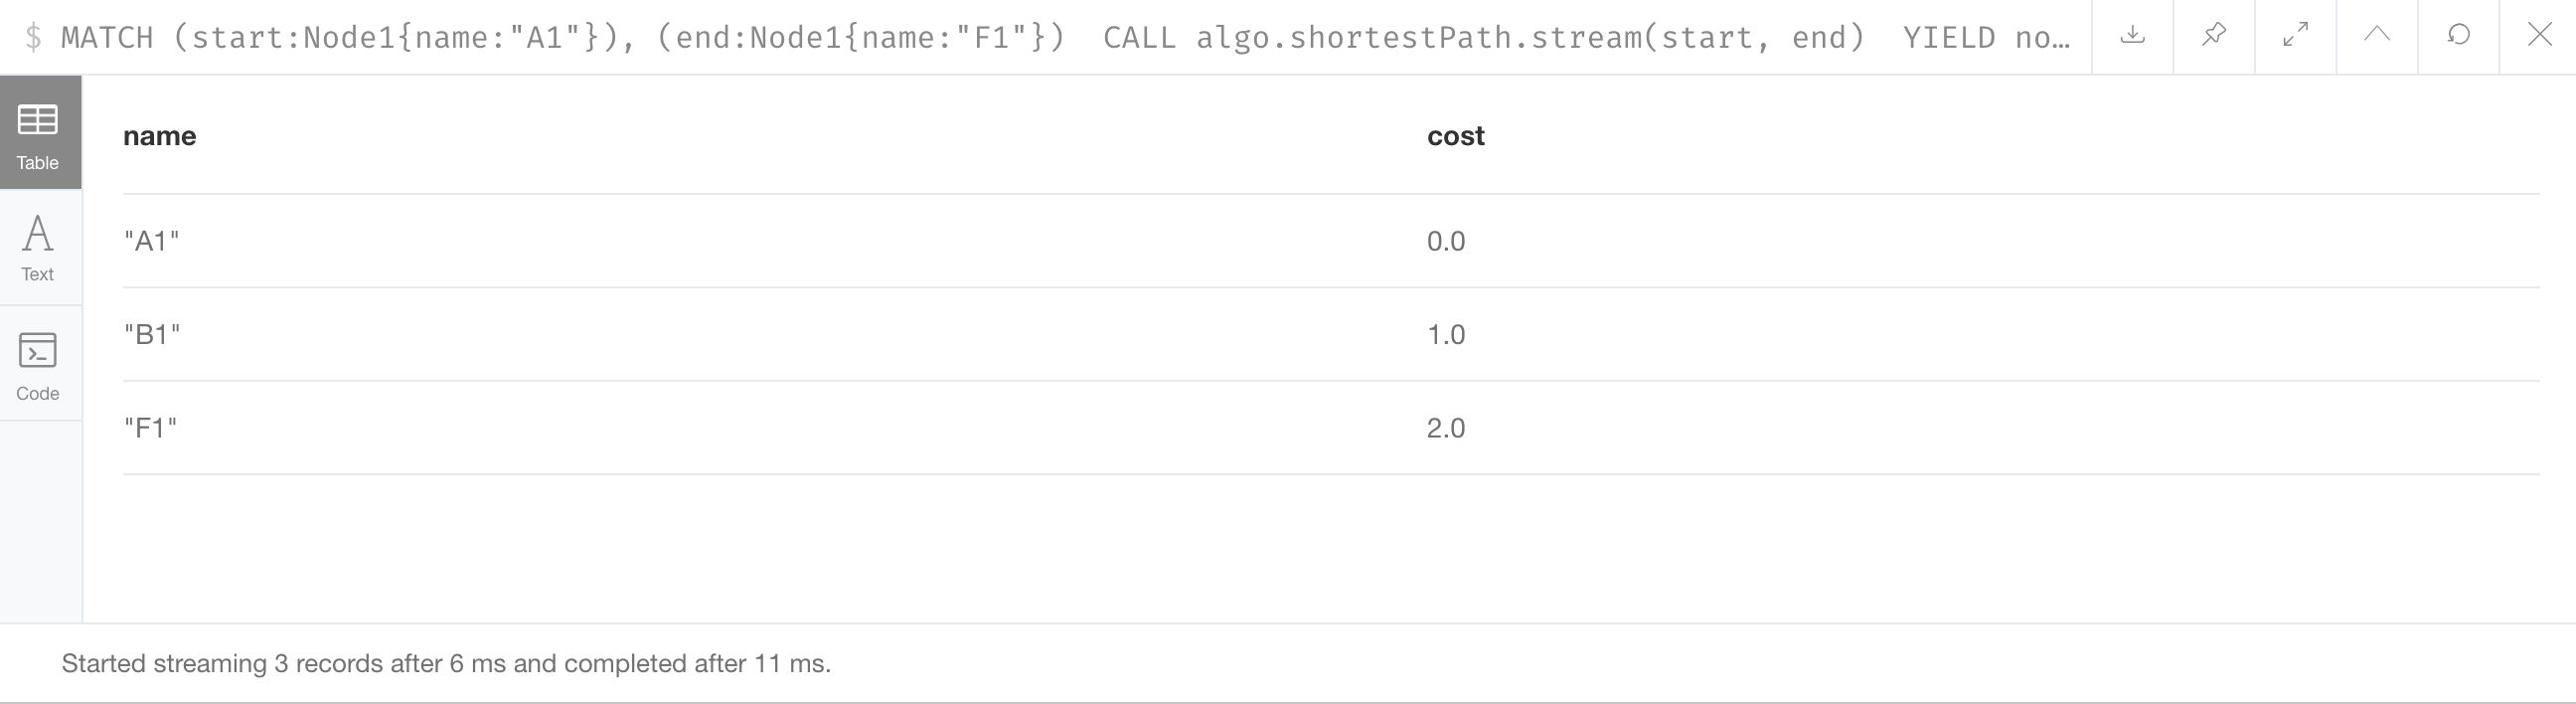 $ MATCH (start:Node1{name:"A1"}), (end:Node1{name:"F1"})  CALL algo.shortestPath.stream(start, end)  YIELD no…
Table
Text
Code
name cost
"A1" 0.0
"B1" 1.0
"F1" 2.0
Started streaming 3 records after 6 ms and completed after 11 ms.